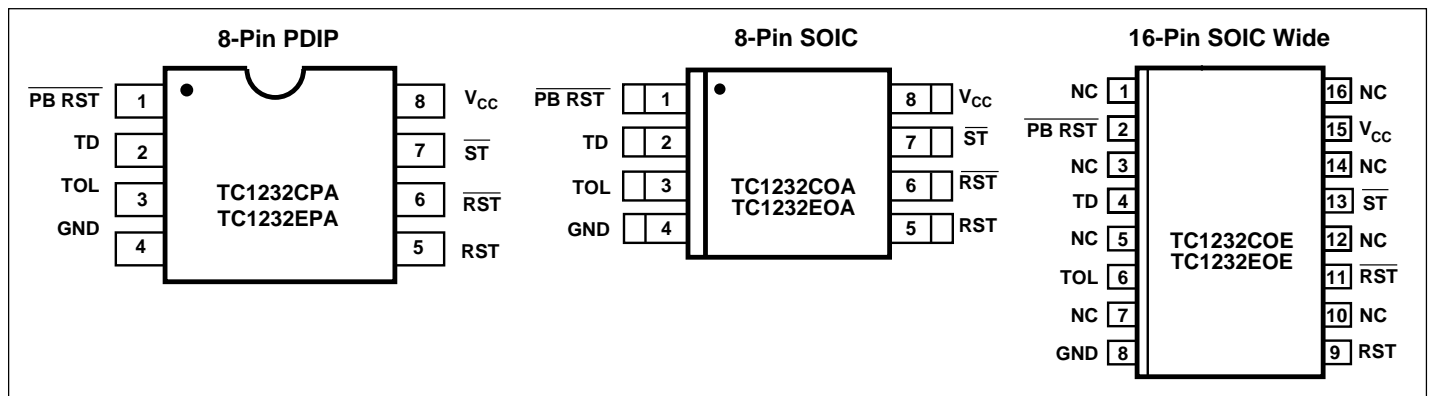 8-Pin PDIP
PB RST 1
TD 2
TOL 3
GND 4
8 VCC
7 ST
6 RST
5 RST
TC1232CPA
TC1232EPA
8-Pin SOIC
PB RST 1
TD 2
TOL 3
GND 4
8 VCC
7 ST
6 RST
5 RST
TC1232COA
TC1232EOA
16-Pin SOIC Wide
NC 1
PB RST 2
NC 3
TD 4
NC 5
TOL 6
NC 7
GND 8
16 NC
15 VCC
14 NC
13 ST
12 NC
11 RST
10 NC
9 RST
TC1232COE
TC1232EOE